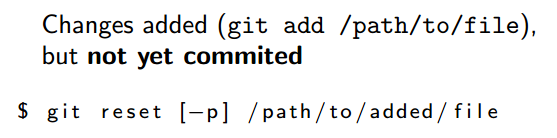 Changes added (git add /path/to/file),
but not yet commited
$ git reset [−p] /path/to/added/file